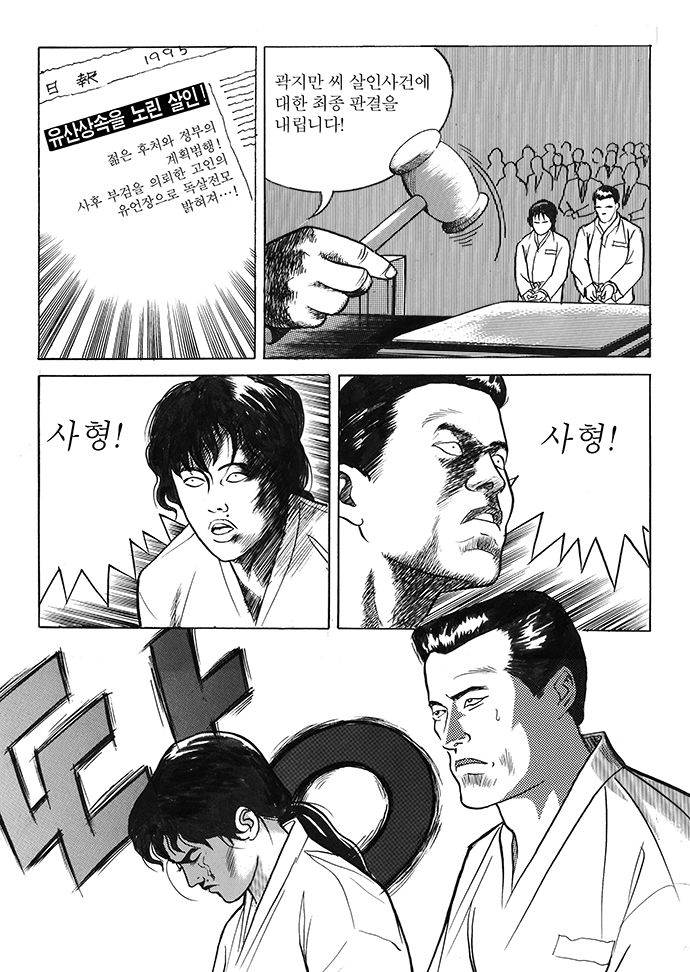 日 報
1995
유산상속을 노린 살인!
젊은 후처와 정부의
계획범행!
사후 부검을 의뢰한 고인의
유언장으로 독살전모
밝혀져…!
곽지만 씨 살인사건에
대한 최종 판결을
내립니다!
사형!
사형!
땅